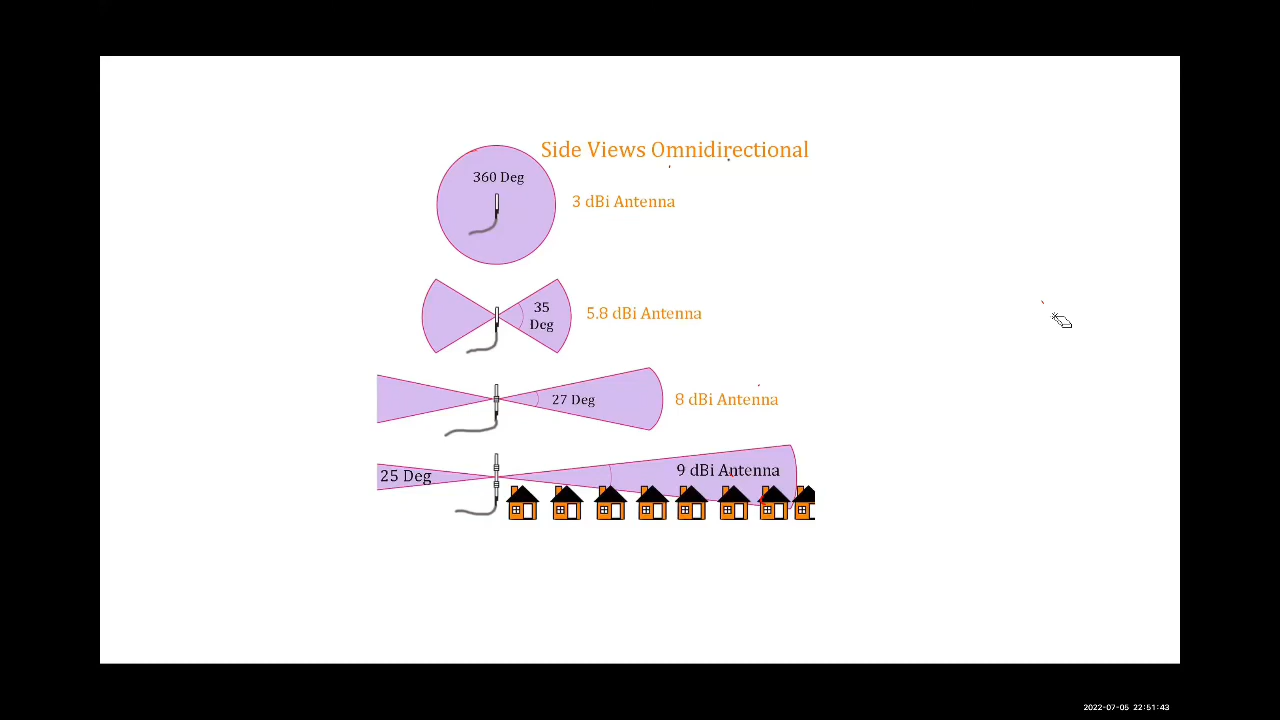 Side Views Omnidirectional
360 Deg
3 dBi Antenna
35
Deg
5.8 dBi Antenna
27 Deg
8 dBi Antenna
25 Deg
9 dBi Antenna
2022-07-05 22:51:43